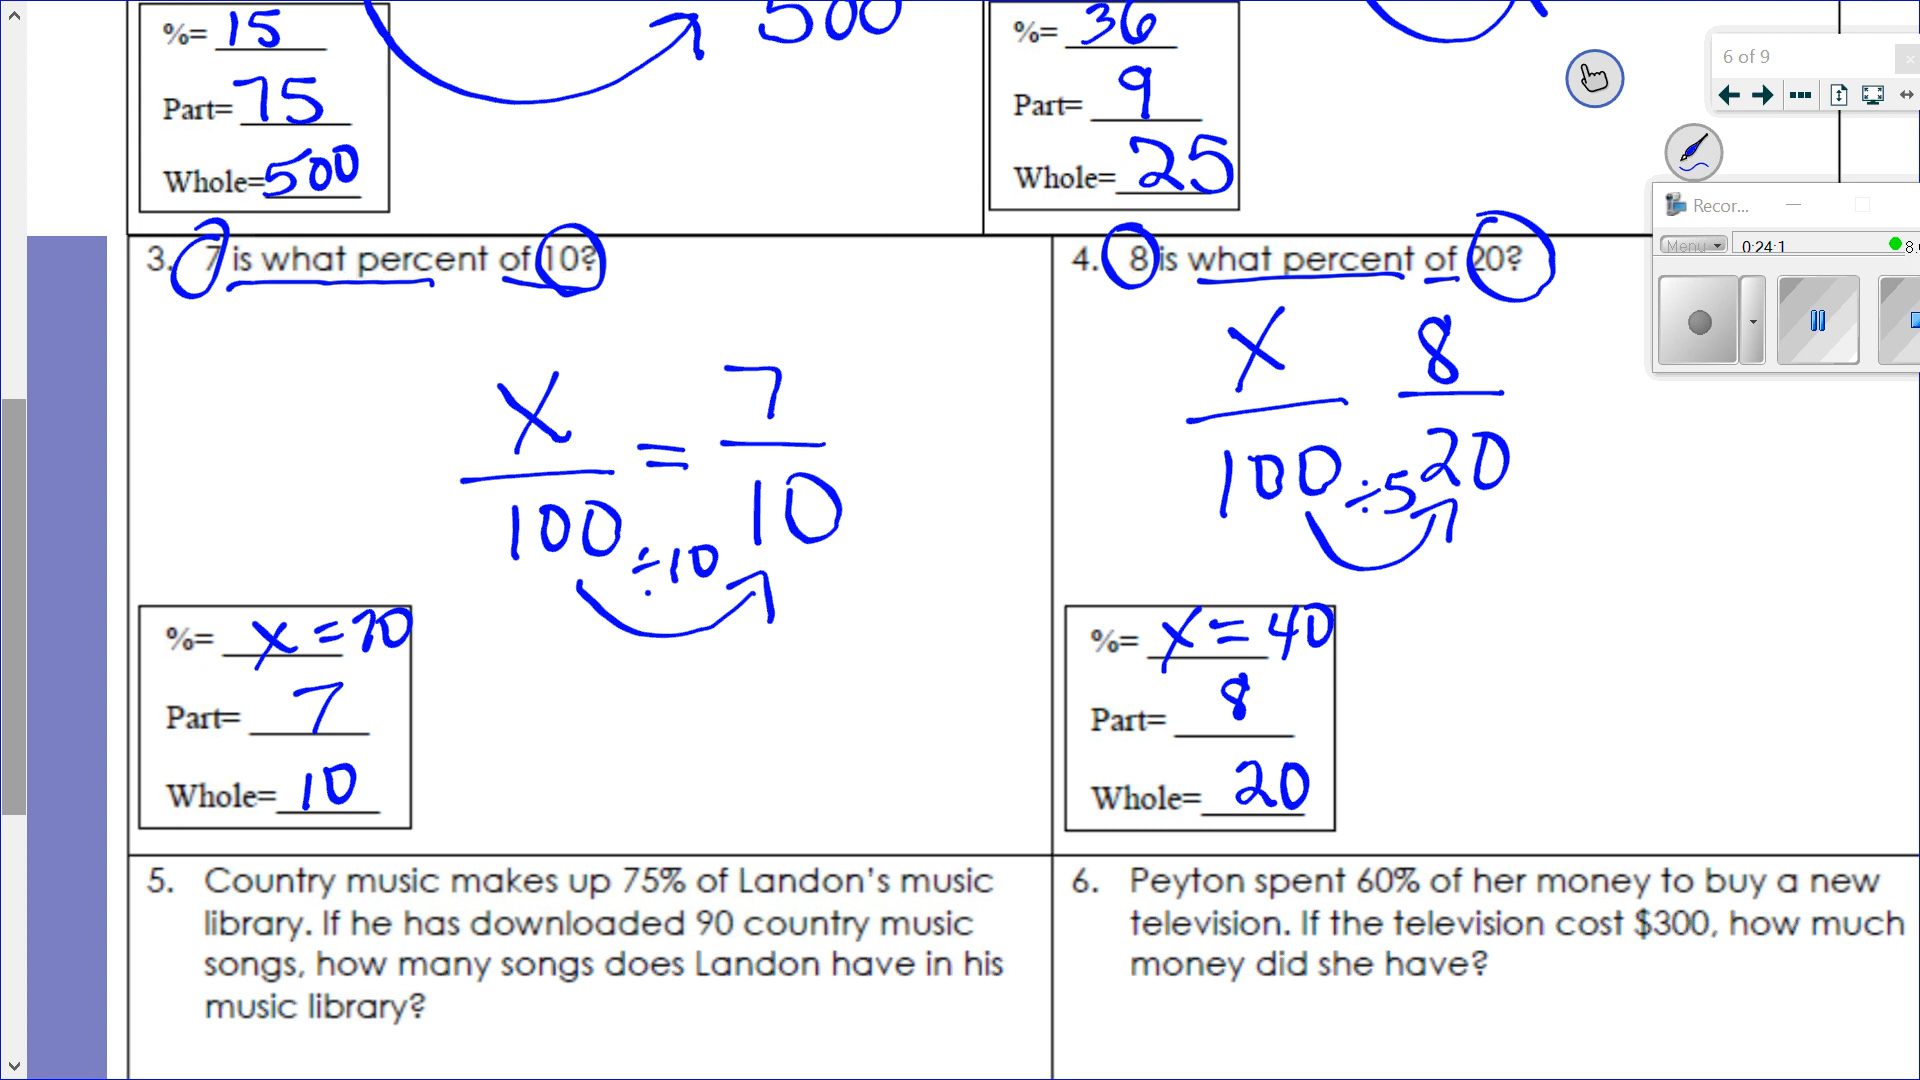 500
%= 15
Part= 75
Whole= 500
%= 36
Part= 9
Whole= 25
6 of 9
Recor...
Menu
0:24:1
8.
3. 7 is what percent of 10?
x/100 = 7/10
÷10
%= x = 70
Part= 7
Whole= 10
4. 8 is what percent of 20?
x/100 8/20
÷5
%= x = 40
Part= 8
Whole= 20
5. Country music makes up 75% of Landon’s music
library. If he has downloaded 90 country music
songs, how many songs does Landon have in his
music library?
6. Peyton spent 60% of her money to buy a new
television. If the television cost $300, how much
money did she have?